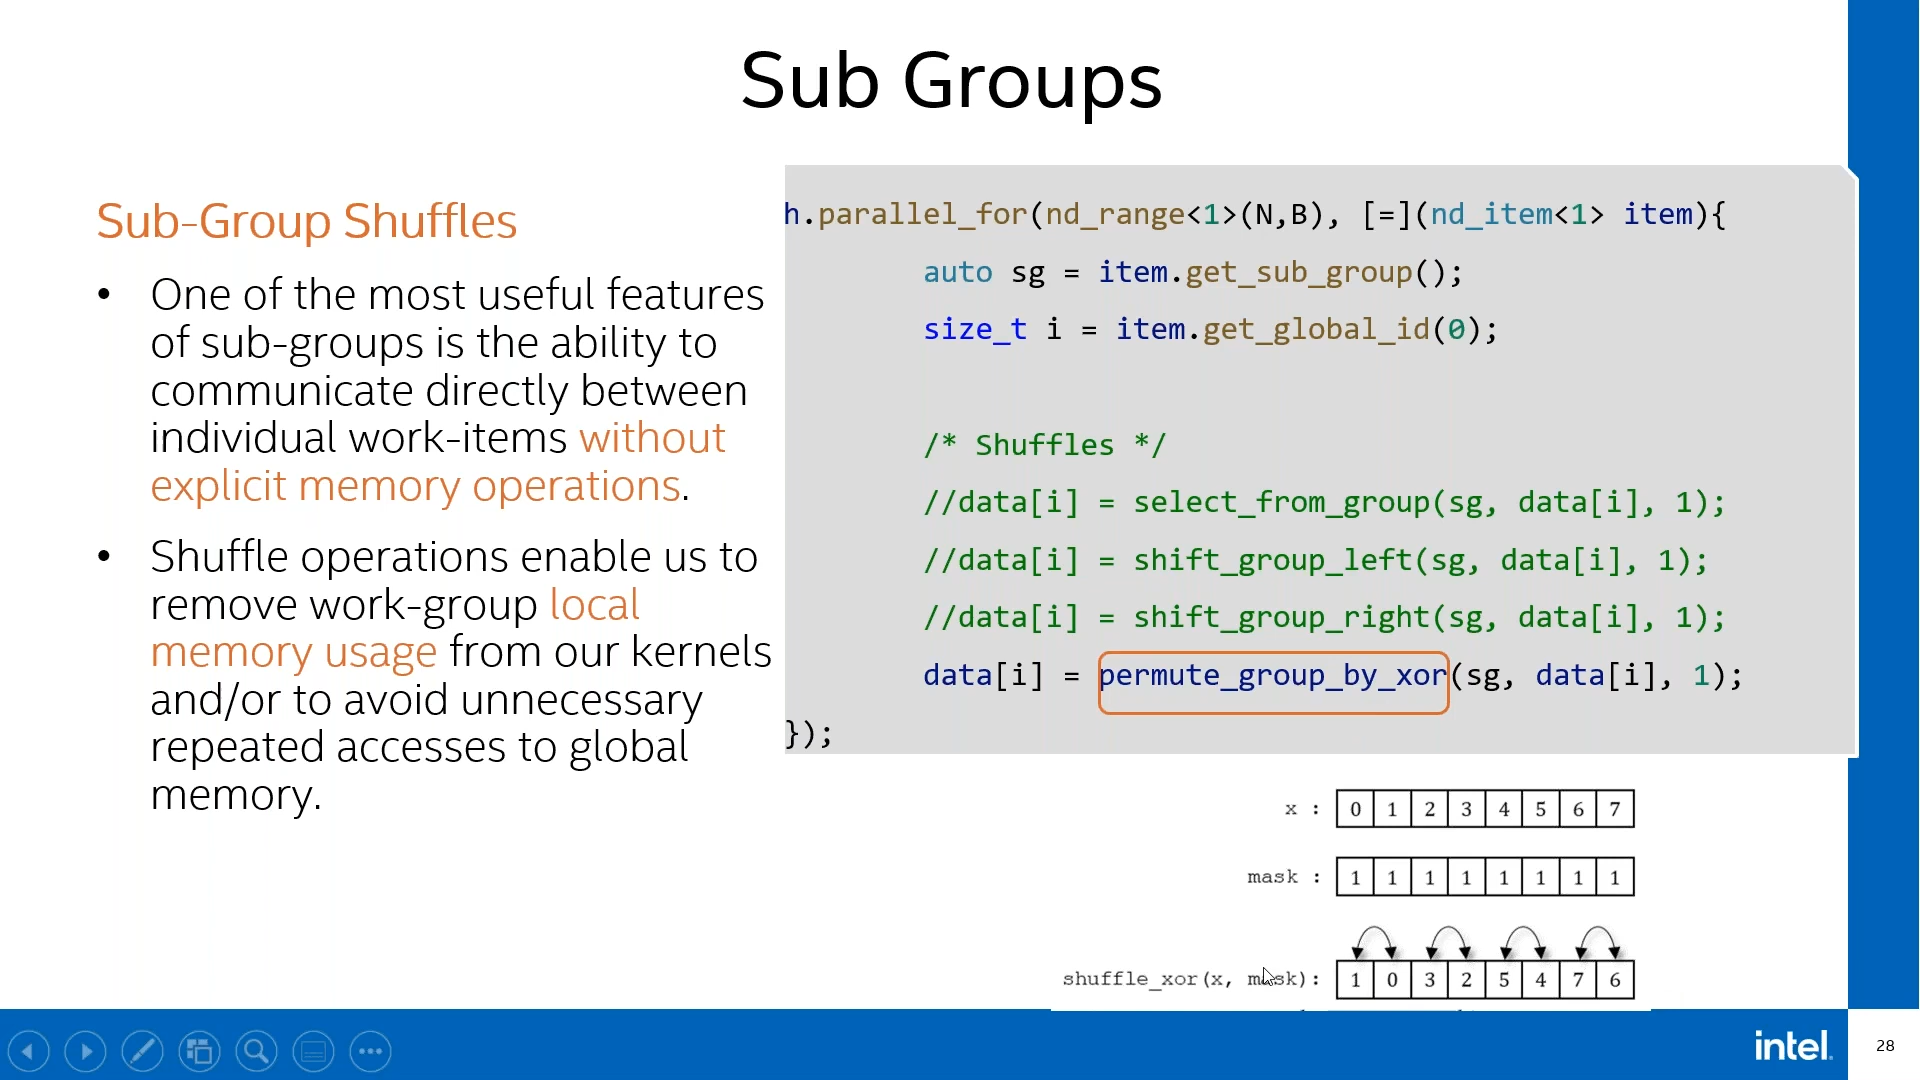 Sub Groups
Sub-Group Shuffles
• One of the most useful features
of sub-groups is the ability to
communicate directly between
individual work-items without
explicit memory operations.
• Shuffle operations enable us to
remove work-group local
memory usage from our kernels
and/or to avoid unnecessary
repeated accesses to global
memory.
h.parallel_for(nd_range<1>(N,B), [=](nd_item<1> item){
auto sg = item.get_sub_group();
size_t i = item.get_global_id(0);
/* Shuffles */
//data[i] = select_from_group(sg, data[i], 1);
//data[i] = shift_group_left(sg, data[i], 1);
//data[i] = shift_group_right(sg, data[i], 1);
data[i] = permute_group_by_xor(sg, data[i], 1);
});
x : 0 1 2 3 4 5 6 7
mask : 1 1 1 1 1 1 1 1
shuffle_xor(x, mask): 1 0 3 2 5 4 7 6
intel.
28